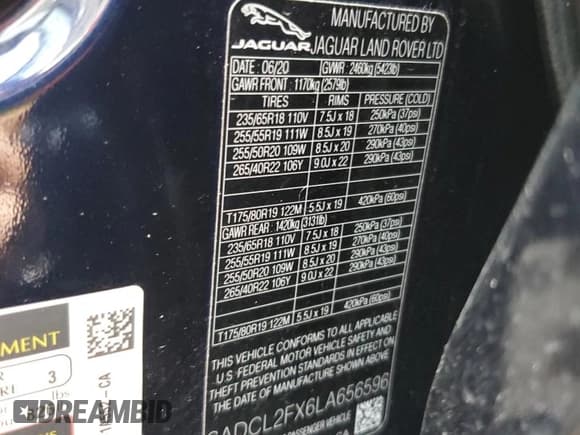 MANUFACTURED BY
JAGUAR JAGUAR LAND ROVER LTD
DATE : 06/20 GVWR : 2460kg (5423lb)
GAWR FRONT : 1170kg (2579lb)
TIRES RIMS PRESSURE (COLD)
235/65R18 110V 7.5J x 18 250kPa (37psi)
255/55R19 111W 8.5J x 19 270kPa (40psi)
255/50R20 109W 8.5J x 20 290kPa (43psi)
265/40R22 106Y 9.0J x 22 290kPa (43psi)
T175/80R19 122M 5.5J x 19 420kPa (60psi)
GAWR REAR : 1420kg (3131lb)
235/65R18 110V 7.5J x 18 250kPa (37psi)
255/55R19 111W 8.5J x 19 270kPa (40psi)
255/50R20 109W 8.5J x 20 290kPa (43psi)
265/40R22 106Y 9.0J x 22 290kPa (43psi)
T175/80R19 122M 5.5J x 19 420kPa (60psi)
THIS VEHICLE CONFORMS TO ALL APPLICABLE
U.S FEDERAL MOTOR VEHICLE SAFETY AND
THEFT PREVENTION STANDARDS IN EFFECT
ON THE DATE OF MANUFACTURE SHOWN ABOVE
SADCL2FX6LA656596
PASSENGER VEHICLE
3
lbs
-CA
DREAMBID